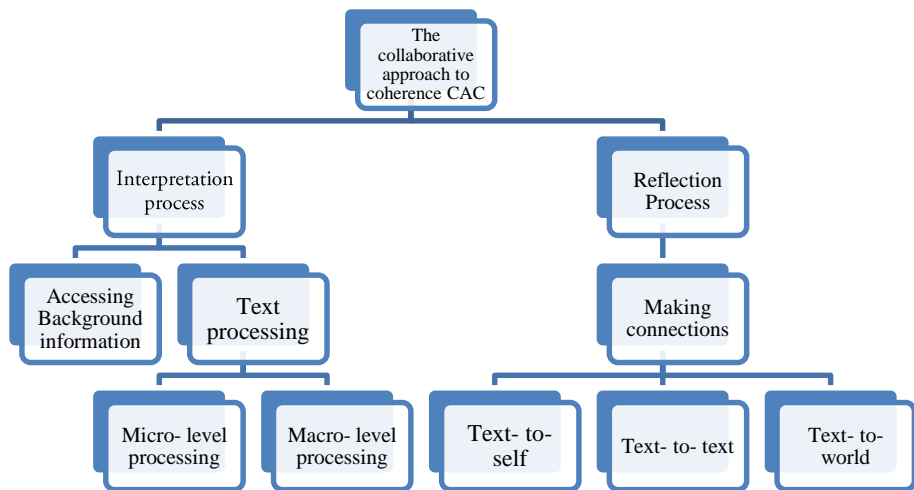 The
collaborative
approach to
coherence CAC
Interpretation
process
Reflection
Process
Accessing
Background
information
Text
processing
Making
connections
Micro- level
processing
Macro- level
processing
Text- to-
self
Text- to- text
Text- to-
world